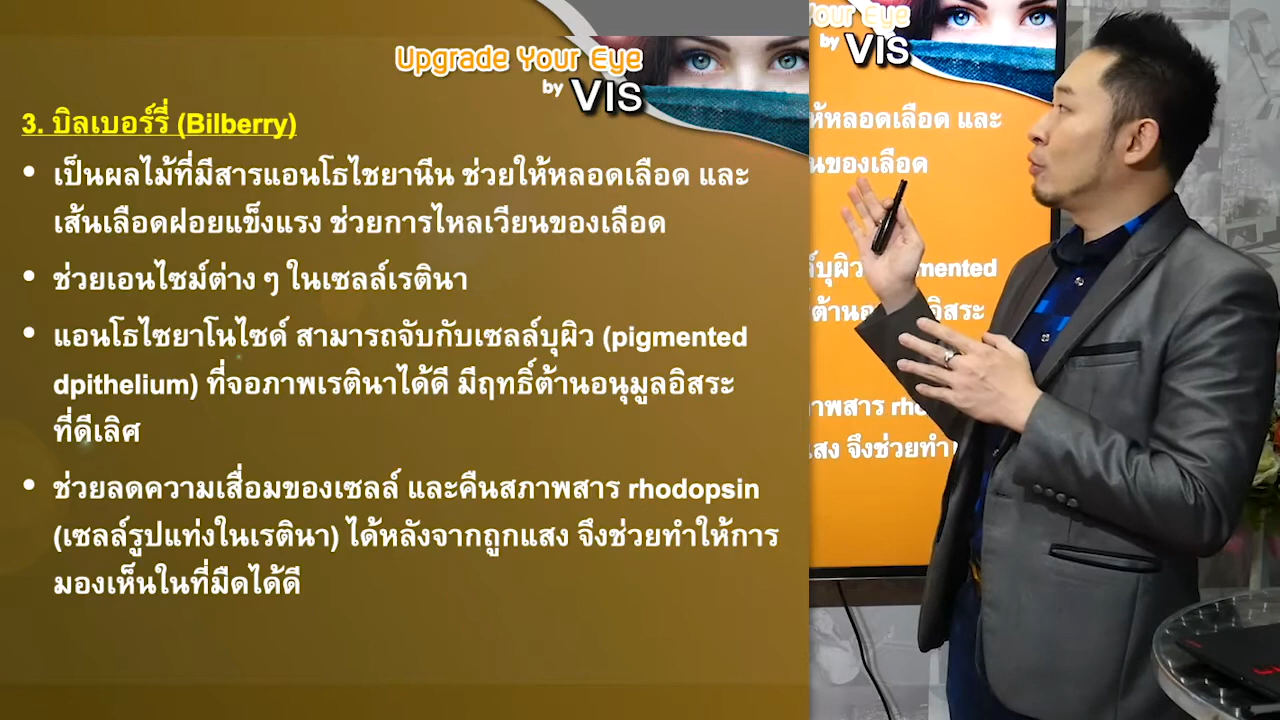 Upgrade Your Eye
by VIS
3. บิลเบอร์รี่ (Bilberry)
• เป็นผลไม้ที่มีสารแอนโธไชยานีน ช่วยให้หลอดเลือด และ
เส้นเลือดฝอยแข็งแรง ช่วยการไหลเวียนของเลือด
• ช่วยเอนไซม์ต่าง ๆ ในเซลล์เรตินา
• แอนโธไซยาโนไซด์ สามารถจับกับเซลล์บุผิว (pigmented
dpithelium) ที่จอภาพเรตินาได้ดี มีฤทธิ์ต้านอนุมูลอิสระ
ที่ดีเลิศ
• ช่วยลดความเสื่อมของเซลล์ และคืนสภาพสาร rhodopsin
(เซลล์รูปแท่งในเรตินา) ได้หลังจากถูกแสง จึงช่วยทำให้การ
มองเห็นในที่มืดได้ดี
Your Eye
by VIS
ให้หลอดเลือด และ
ของเลือด
บุผิว
mented
ต้าน
อิสระ
ภาพสาร
แสง จึงช่วยทำ